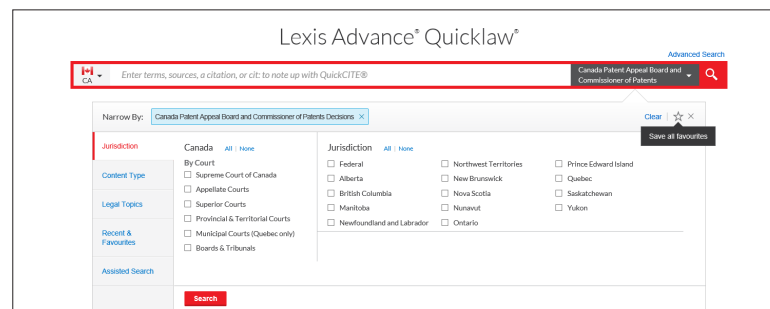 Lexis Advance® Quicklaw®
Advanced Search
CA
Enter terms, sources, a citation, or cit: to note up with QuickCITE®
Canada Patent Appeal Board and
Commissioner of Patents
Narrow By:
Canada Patent Appeal Board and Commissioner of Patents Decisions ×
Clear
×
Save all favourites
Jurisdiction
Content Type
Legal Topics
Recent &
Favourites
Assisted Search
Canada All | None
By Court
Supreme Court of Canada
Appellate Courts
Superior Courts
Provincial & Territorial Courts
Municipal Courts (Quebec only)
Boards & Tribunals
Jurisdiction All | None
Federal
Alberta
British Columbia
Manitoba
Newfoundland and Labrador
Northwest Territories
New Brunswick
Nova Scotia
Nunavut
Ontario
Prince Edward Island
Quebec
Saskatchewan
Yukon
Search